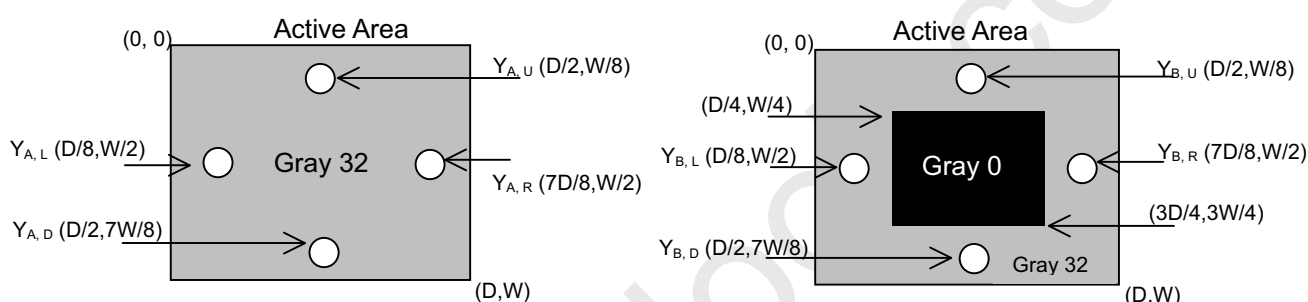 Active Area
(0, 0)
Y_A, U (D/2,W/8)
Y_A, L (D/8,W/2)
Gray 32
Y_A, R (7D/8,W/2)
Y_A, D (D/2,7W/8)
(D,W)
Active Area
(0, 0)
Y_B, U (D/2,W/8)
(D/4,W/4)
Y_B, L (D/8,W/2)
Gray 0
Y_B, R (7D/8,W/2)
(3D/4,3W/4)
Y_B, D (D/2,7W/8)
Gray 32
(D,W)